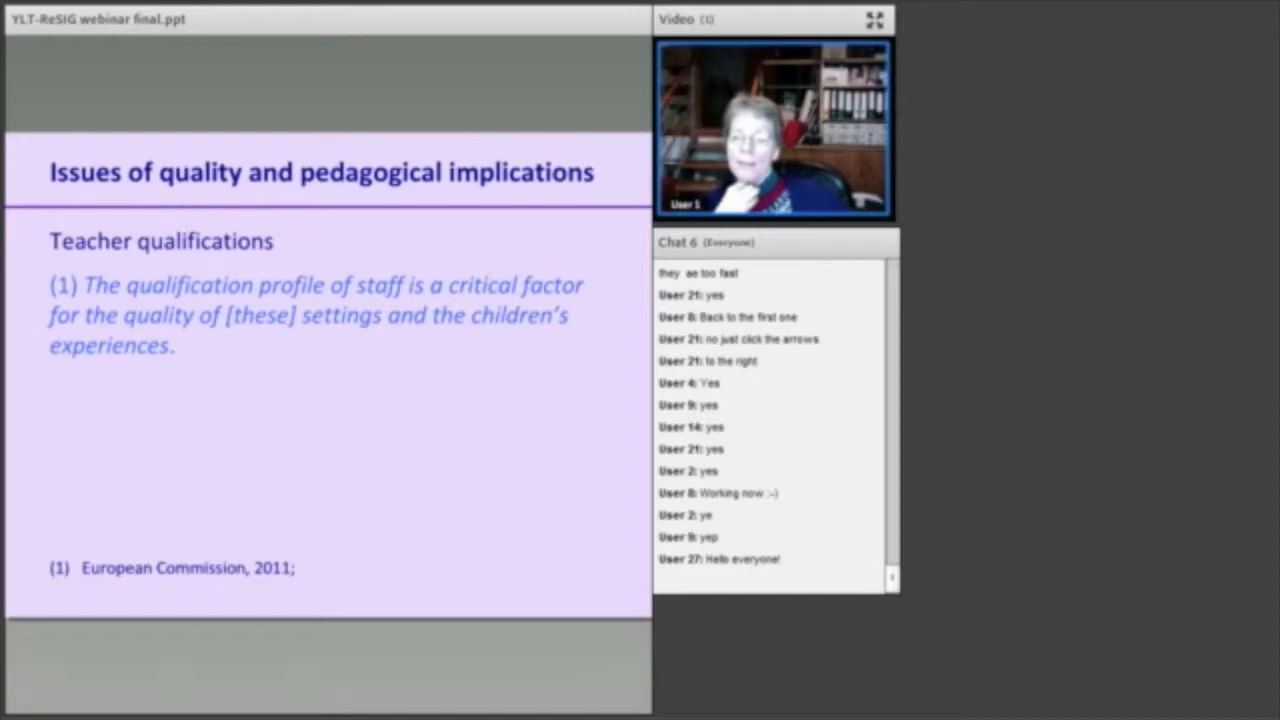 YLT-ReSIG webinar final.ppt
Issues of quality and pedagogical implications
Teacher qualifications
(1) The qualification profile of staff is a critical factor
for the quality of [these] settings and the children's
experiences.
(1) European Commission, 2011;
Video (1)
User 1
Chat 6 (Everyone)
they ae too fast
User 21: yes
User 8: Back to the first one
User 21: no just click the arrows
User 21: to the right
User 4: Yes
User 9: yes
User 14: yes
User 21: yes
User 2: yes
User 8: Working now :-)
User 2: ye
User 9: yep
User 27: Hello everyone!